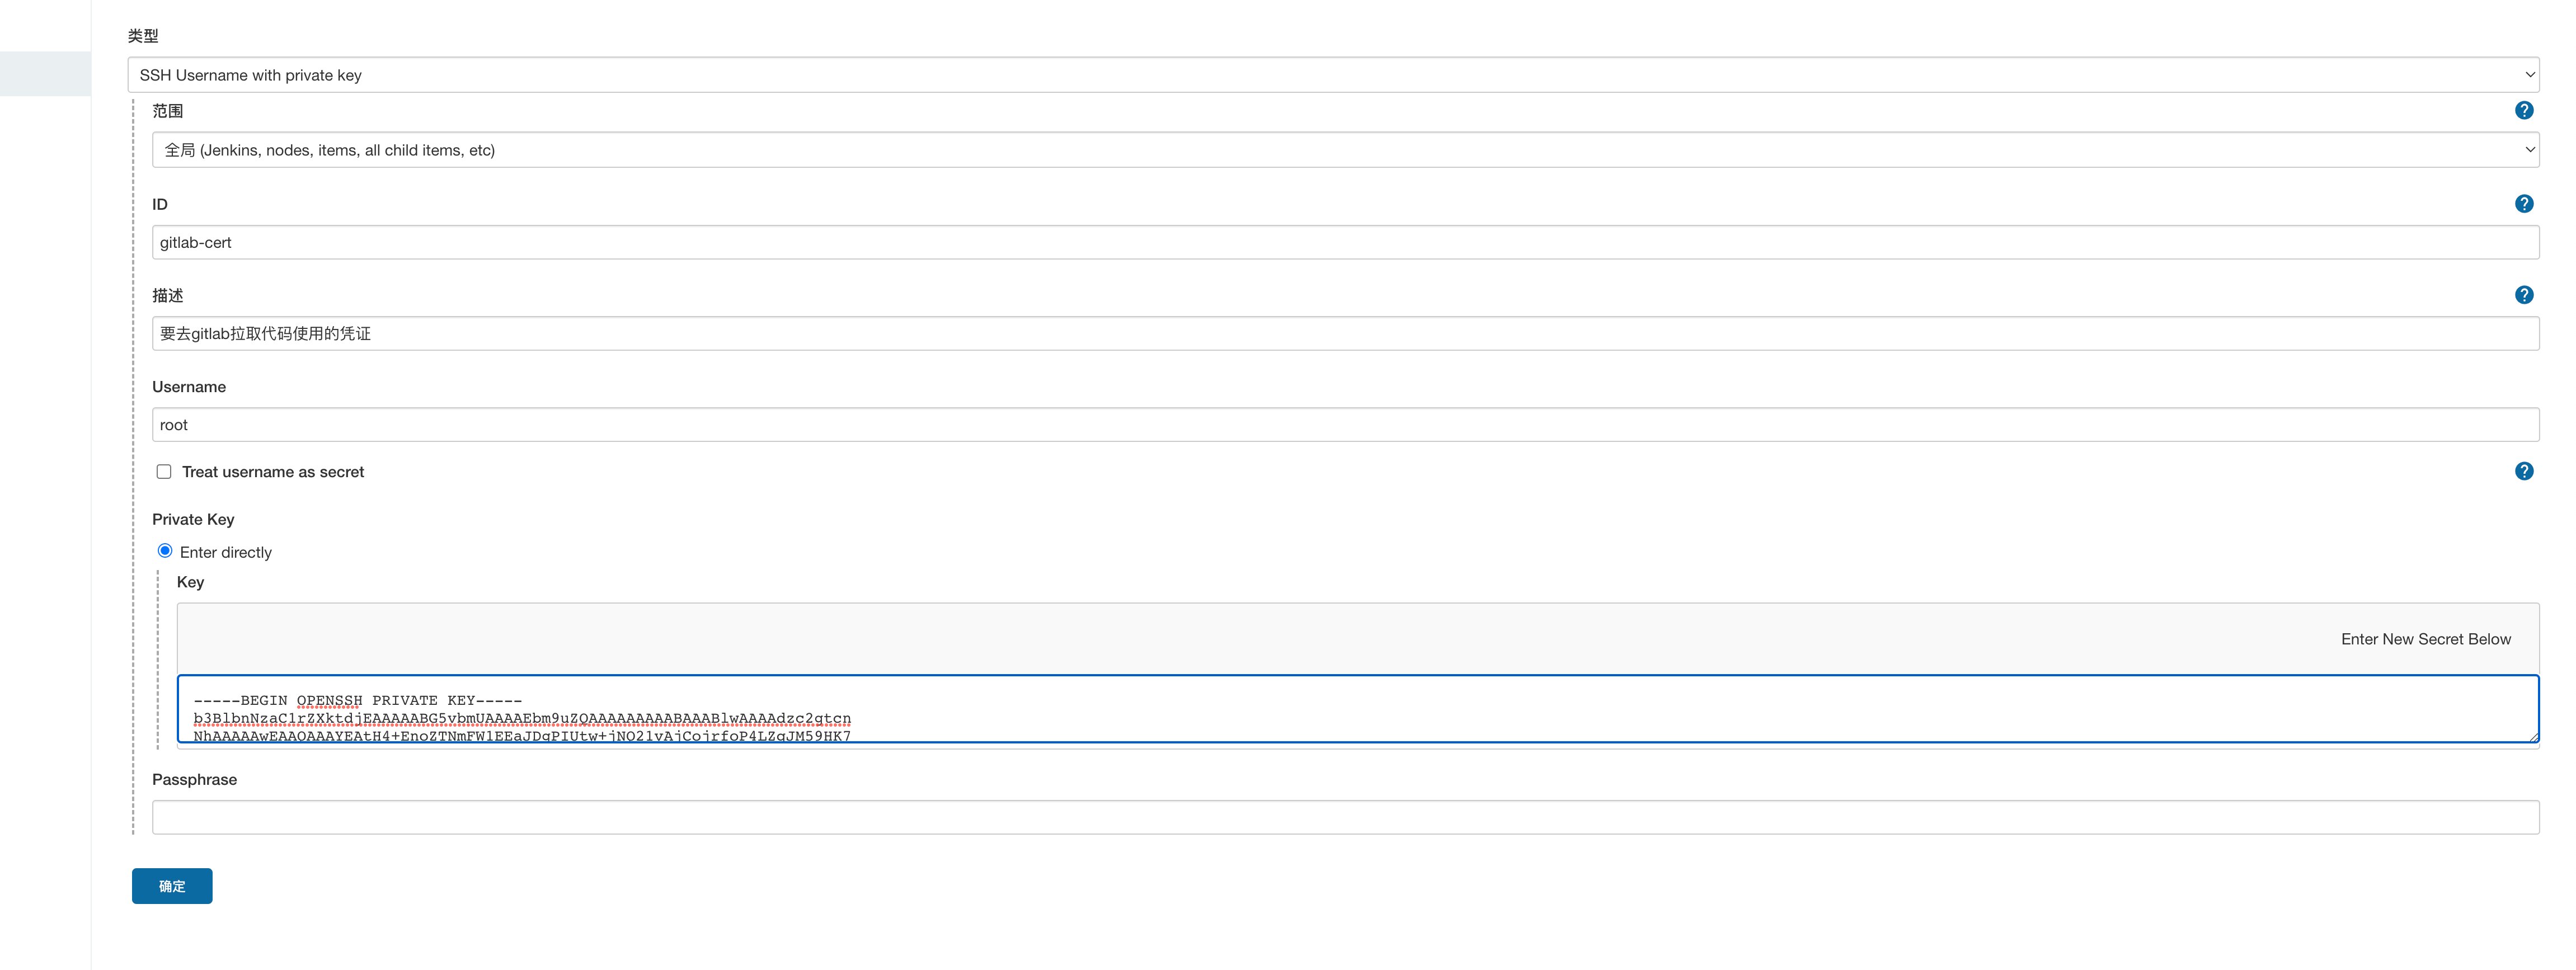 类型
SSH Username with private key
范围
全局 (Jenkins, nodes, items, all child items, etc)
ID
gitlab-cert
描述
要去gitlab拉取代码使用的凭证
Username
root
Treat username as secret
Private Key
Enter directly
Key
Enter New Secret Below
-----BEGIN OPENSSH PRIVATE KEY-----
b3BlbnNzaC1rZXktdjEAAAAABG5vbmUAAAAEbm9uZQAAAAAAAAABAAABlwAAAAdzc2gtcn
Passphrase
确定